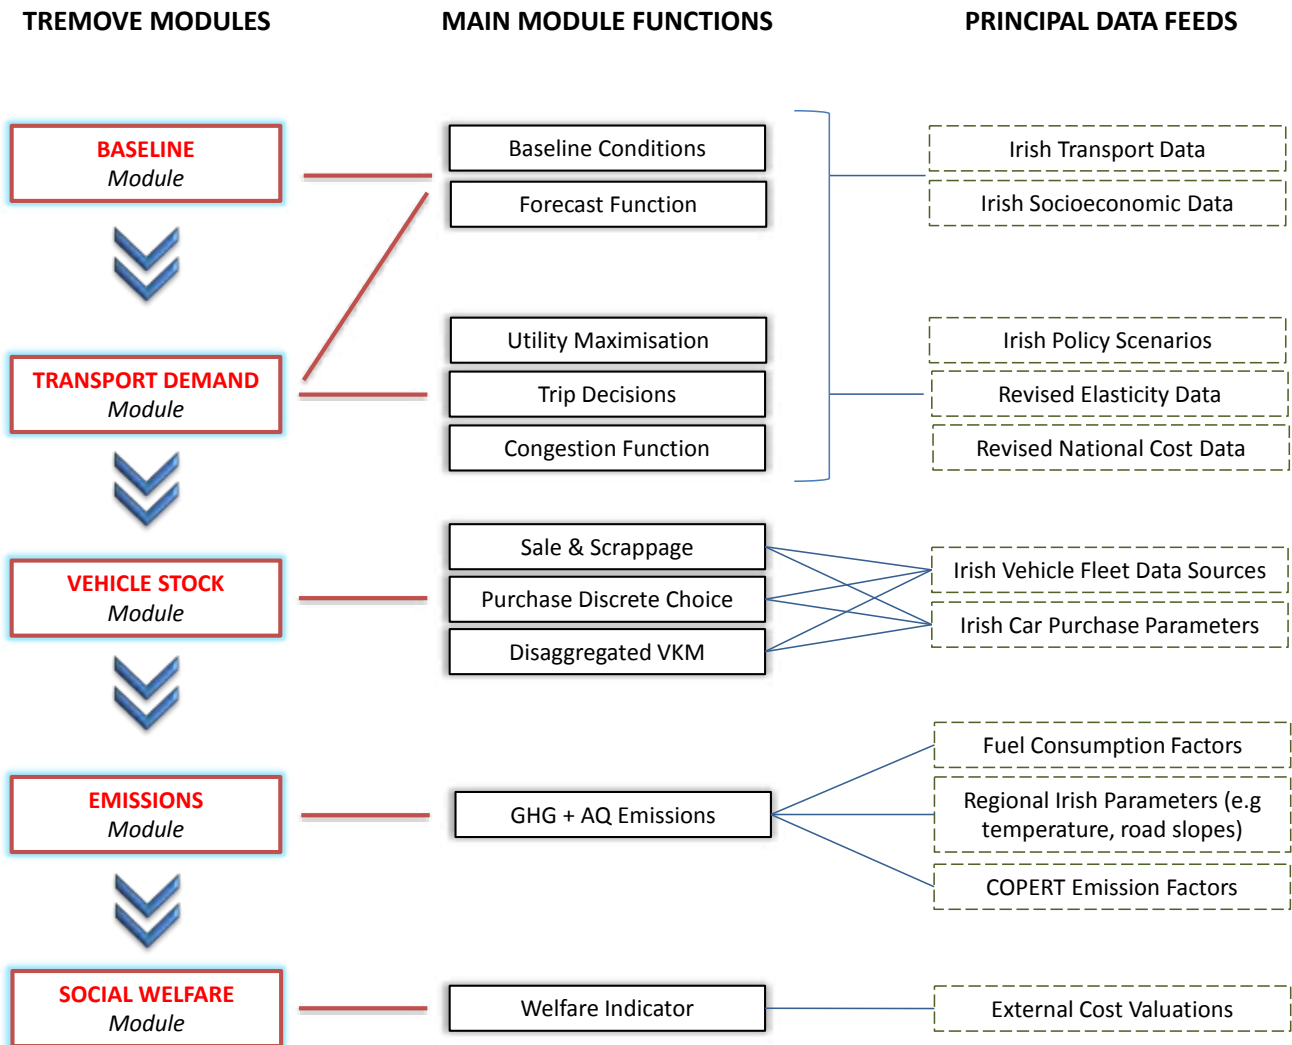 TREMOVE MODULES
MAIN MODULE FUNCTIONS
PRINCIPAL DATA FEEDS
BASELINE
Module
Baseline Conditions
Forecast Function
Irish Transport Data
Irish Socioeconomic Data
TRANSPORT DEMAND
Module
Utility Maximisation
Trip Decisions
Congestion Function
Irish Policy Scenarios
Revised Elasticity Data
Revised National Cost Data
VEHICLE STOCK
Module
Sale & Scrappage
Purchase Discrete Choice
Disaggregated VKM
Irish Vehicle Fleet Data Sources
Irish Car Purchase Parameters
EMISSIONS
Module
GHG + AQ Emissions
Fuel Consumption Factors
Regional Irish Parameters (e.g
temperature, road slopes)
COPERT Emission Factors
SOCIAL WELFARE
Module
Welfare Indicator
External Cost Valuations